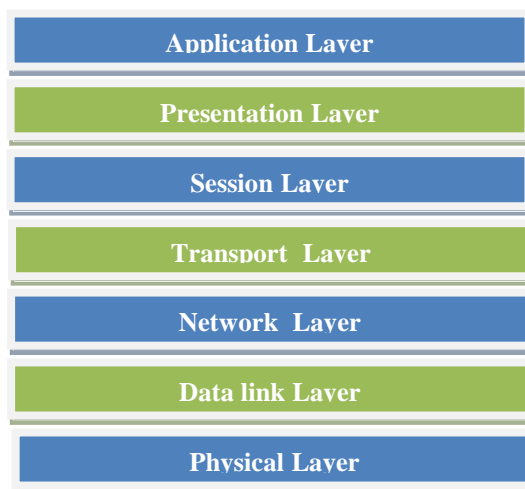 Application Layer
Presentation Layer
Session Layer
Transport Layer
Network Layer
Data link Layer
Physical Layer